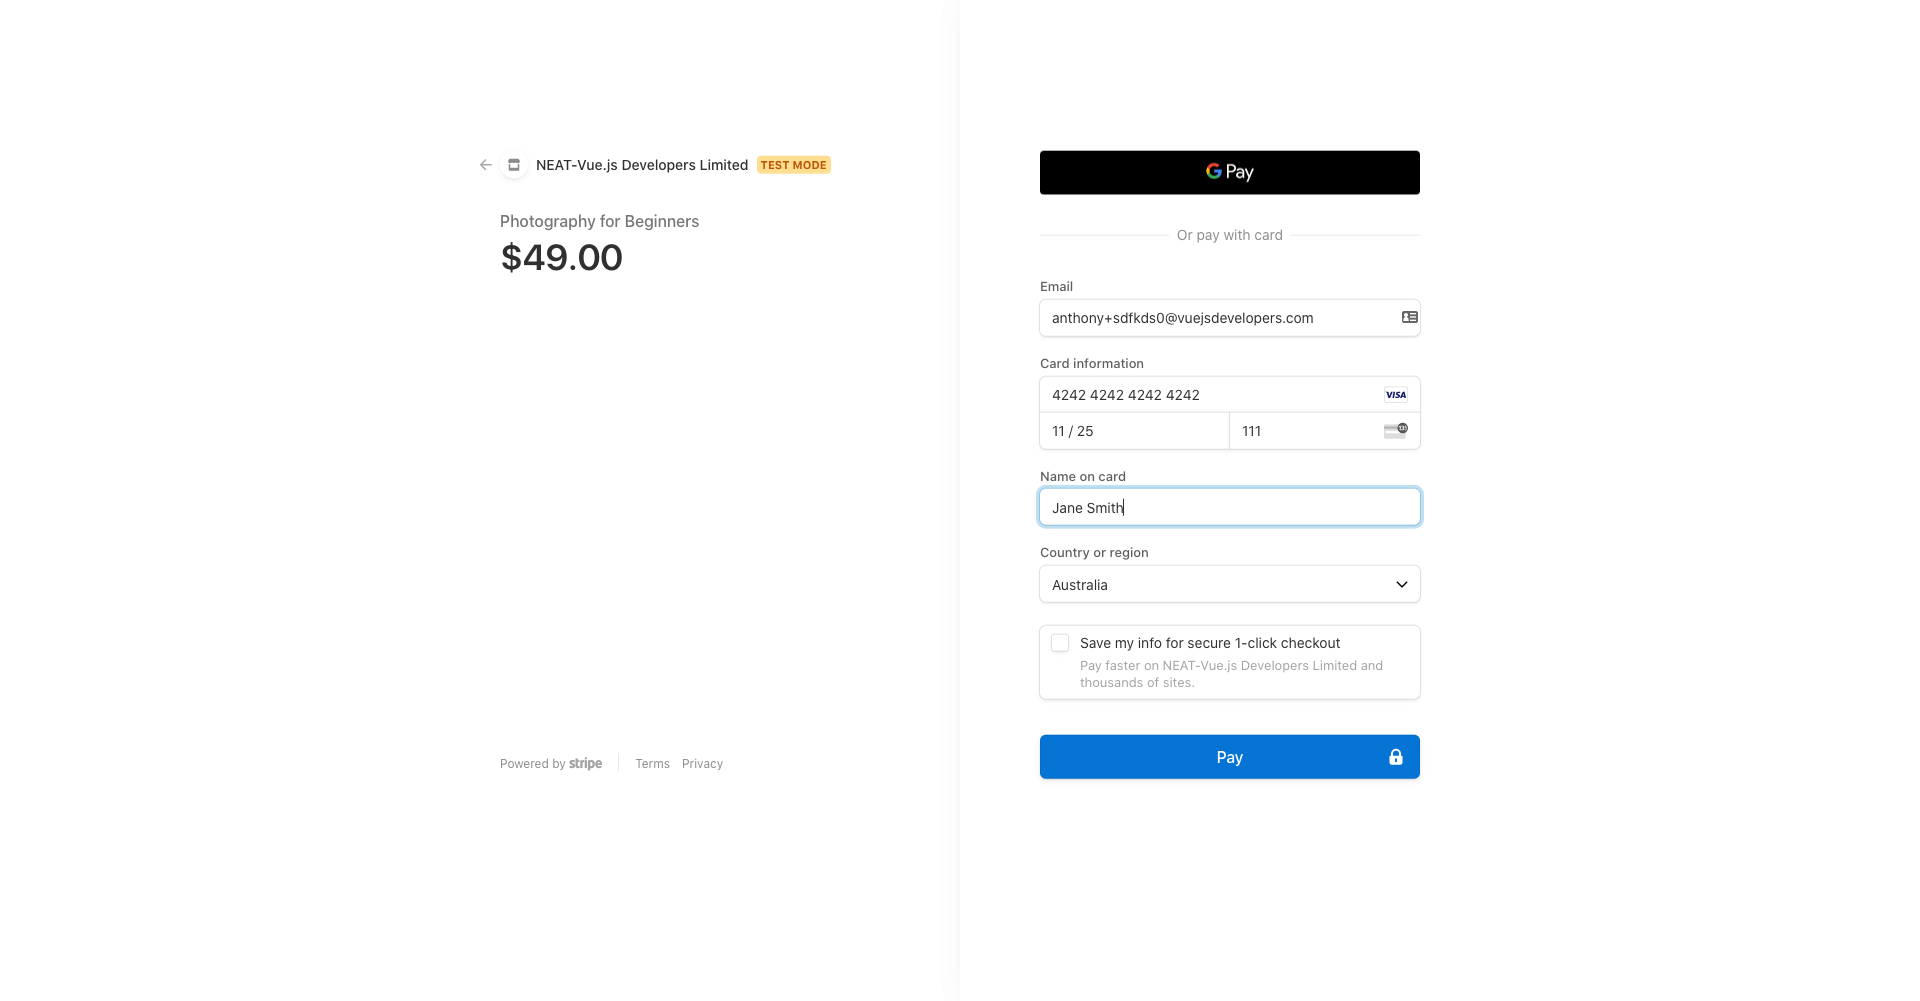 NEAT-Vue.js Developers Limited TEST MODE
Photography for Beginners
$49.00
Powered by stripe
Terms Privacy
G Pay
Or pay with card
Email
anthony+sdfkds0@vuejsdevelopers.com
Card information
4242 4242 4242 4242 VISA
11 / 25 111
Name on card
Jane Smith
Country or region
Australia
Save my info for secure 1-click checkout
Pay faster on NEAT-Vue.js Developers Limited and
thousands of sites.
Pay